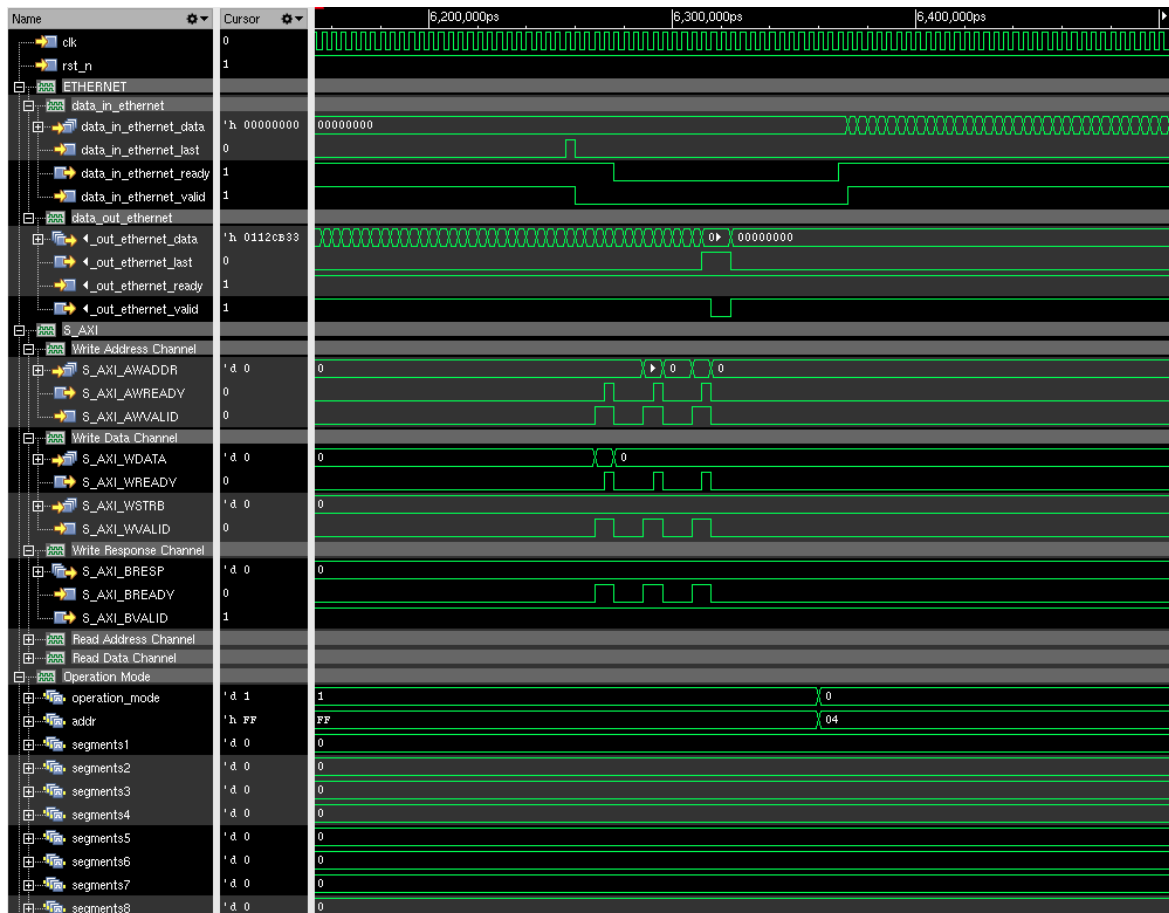 Name Cursor 6,200,000ps 6,300,000ps 6,400,000ps
clk 0
rst_n 1
ETHERNET
data_in_ethernet
data_in_ethernet_data 'h 00000000 00000000
data_in_ethernet_last 0
data_in_ethernet_ready 1
data_in_ethernet_valid 1
data_out_ethernet
_out_ethernet_data 'h 0112CB33 0 00000000
_out_ethernet_last 0
_out_ethernet_ready 1
_out_ethernet_valid 1
S_AXI
Write Address Channel
S_AXI_AWADDR 'd 0 0 0 0
S_AXI_AWREADY 0
S_AXI_AWVALID 0
Write Data Channel
S_AXI_WDATA 'd 0 0 0
S_AXI_WREADY 0
S_AXI_WSTRB 'd 0 0
S_AXI_WVALID 0
Write Response Channel
S_AXI_BRESP 'd 0 0
S_AXI_BREADY 0
S_AXI_BVALID 1
Read Address Channel
Read Data Channel
Operation Mode
operation_mode 'd 1 1 0
addr 'h FF FF 04
segments1 'd 0 0
segments2 'd 0 0
segments3 'd 0 0
segments4 'd 0 0
segments5 'd 0 0
segments6 'd 0 0
segments7 'd 0 0
segments8 'd 0 0